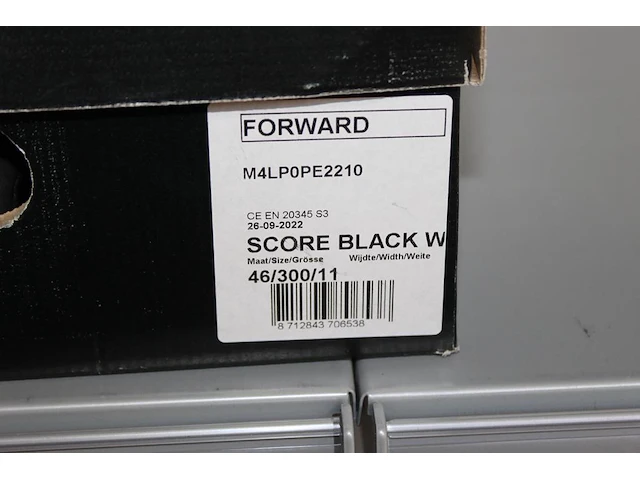 FORWARD
M4LP0PE2210
CE EN 20345 S3
26-09-2022
SCORE BLACK W
Maat/Size/Grösse Wijdte/Width/Weite
46/300/11
8 712843 706538